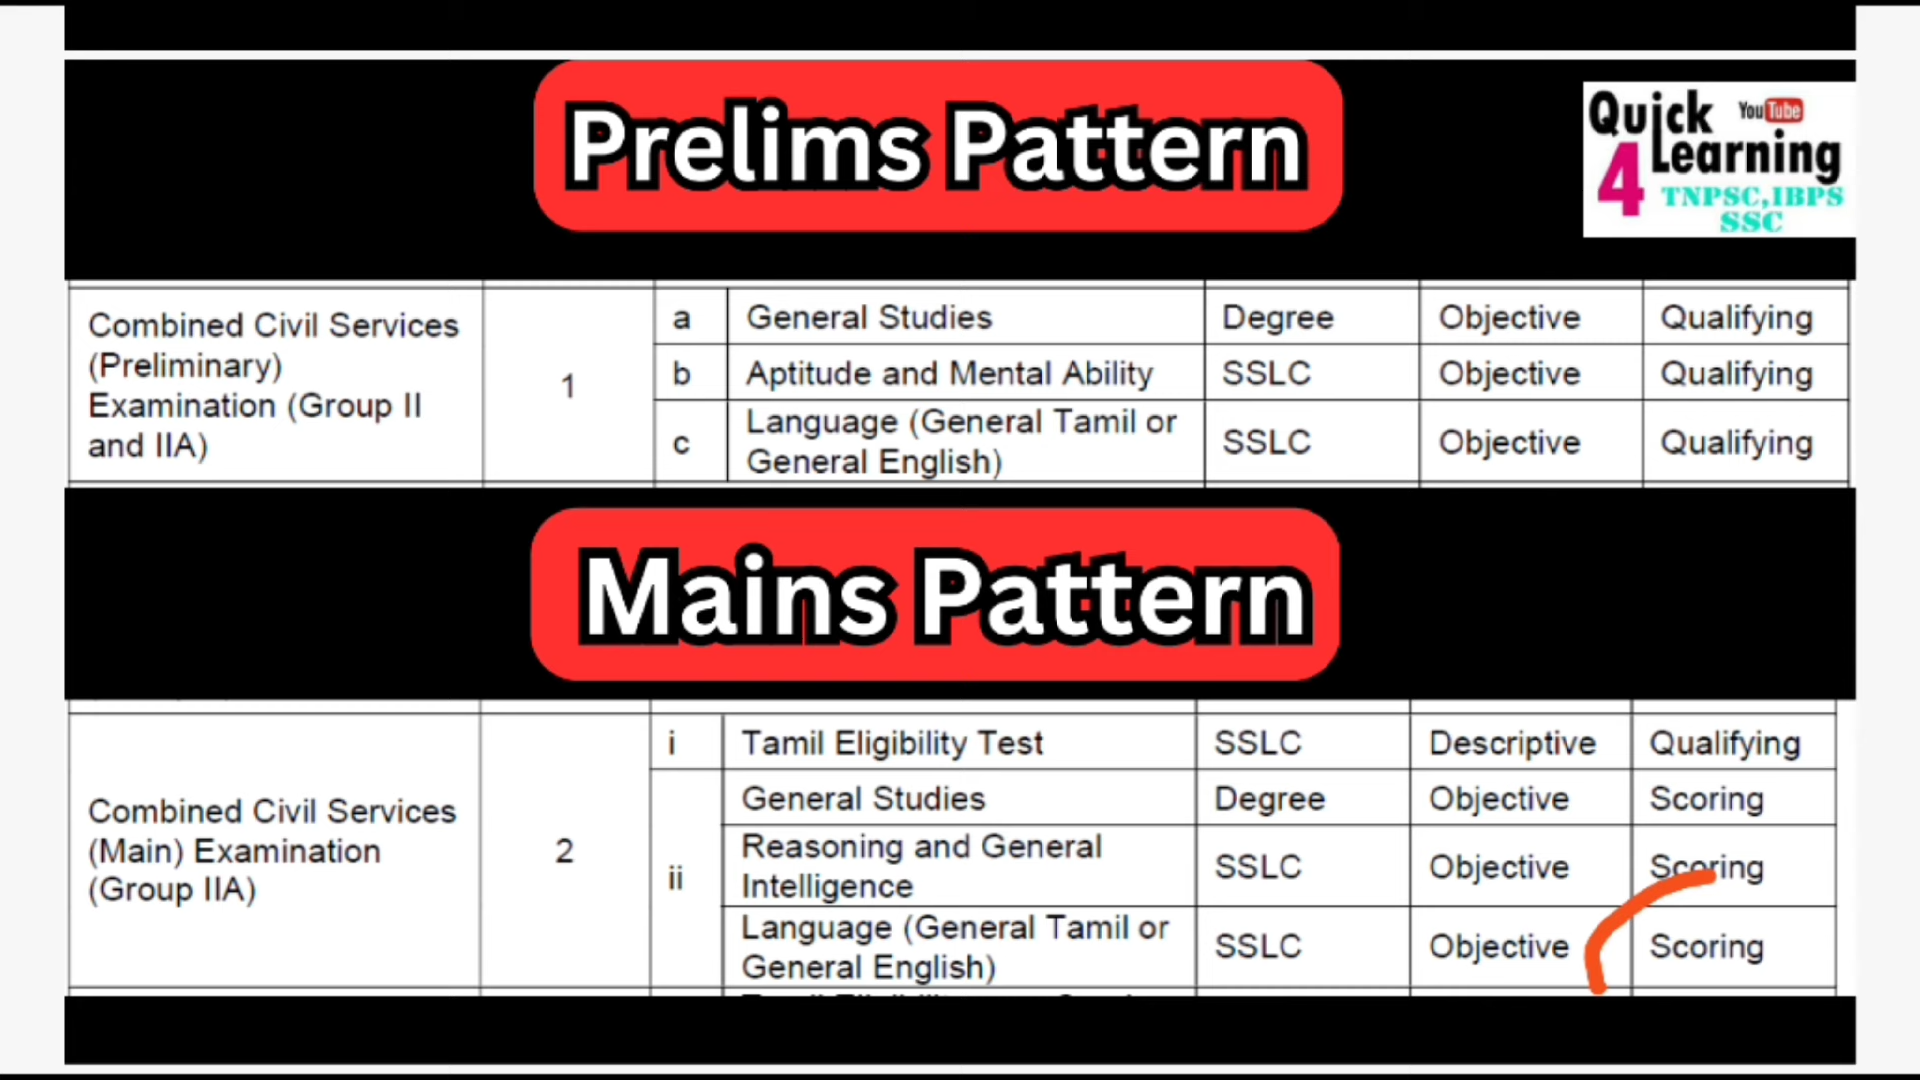 Prelims Pattern
Quick YouTube
4 Learning
TNPSC,IBPS
SSC
Combined Civil Services
(Preliminary)
Examination (Group II
and IIA)
1
a General Studies Degree Objective Qualifying
b Aptitude and Mental Ability SSLC Objective Qualifying
c Language (General Tamil or
General English) SSLC Objective Qualifying
Mains Pattern
Combined Civil Services
(Main) Examination
(Group IIA)
2
i Tamil Eligibility Test SSLC Descriptive Qualifying
ii
General Studies Degree Objective Scoring
Reasoning and General
Intelligence SSLC Objective Scoring
Language (General Tamil or
General English) SSLC Objective Scoring